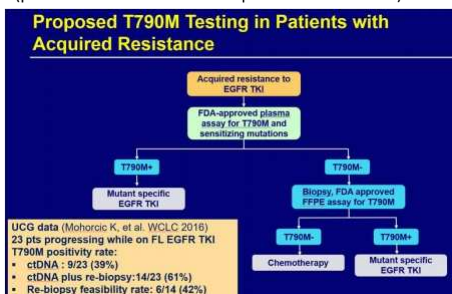 Proposed T790M Testing in Patients with
Acquired Resistance
Acquired resistance to
EGFR TKI
FDA-approved plasma
assay for T790M and
sensitizing mutations
T790M+
T790M-
Mutant specific
EGFR TKI
Biopsy, FDA approved
FFPE assay for T790M
T790M-
T790M+
Chemotherapy
Mutant specific
EGFR TKI
UCG data (Mohorcic K, et al. WCLC 2016)
23 pts progressing while on FL EGFR TKI
T790M positivity rate:
• ctDNA : 9/23 (39%)
• ctDNA plus re-biopsy:14/23 (61%)
• Re-biopsy feasibility rate: 6/14 (42%)